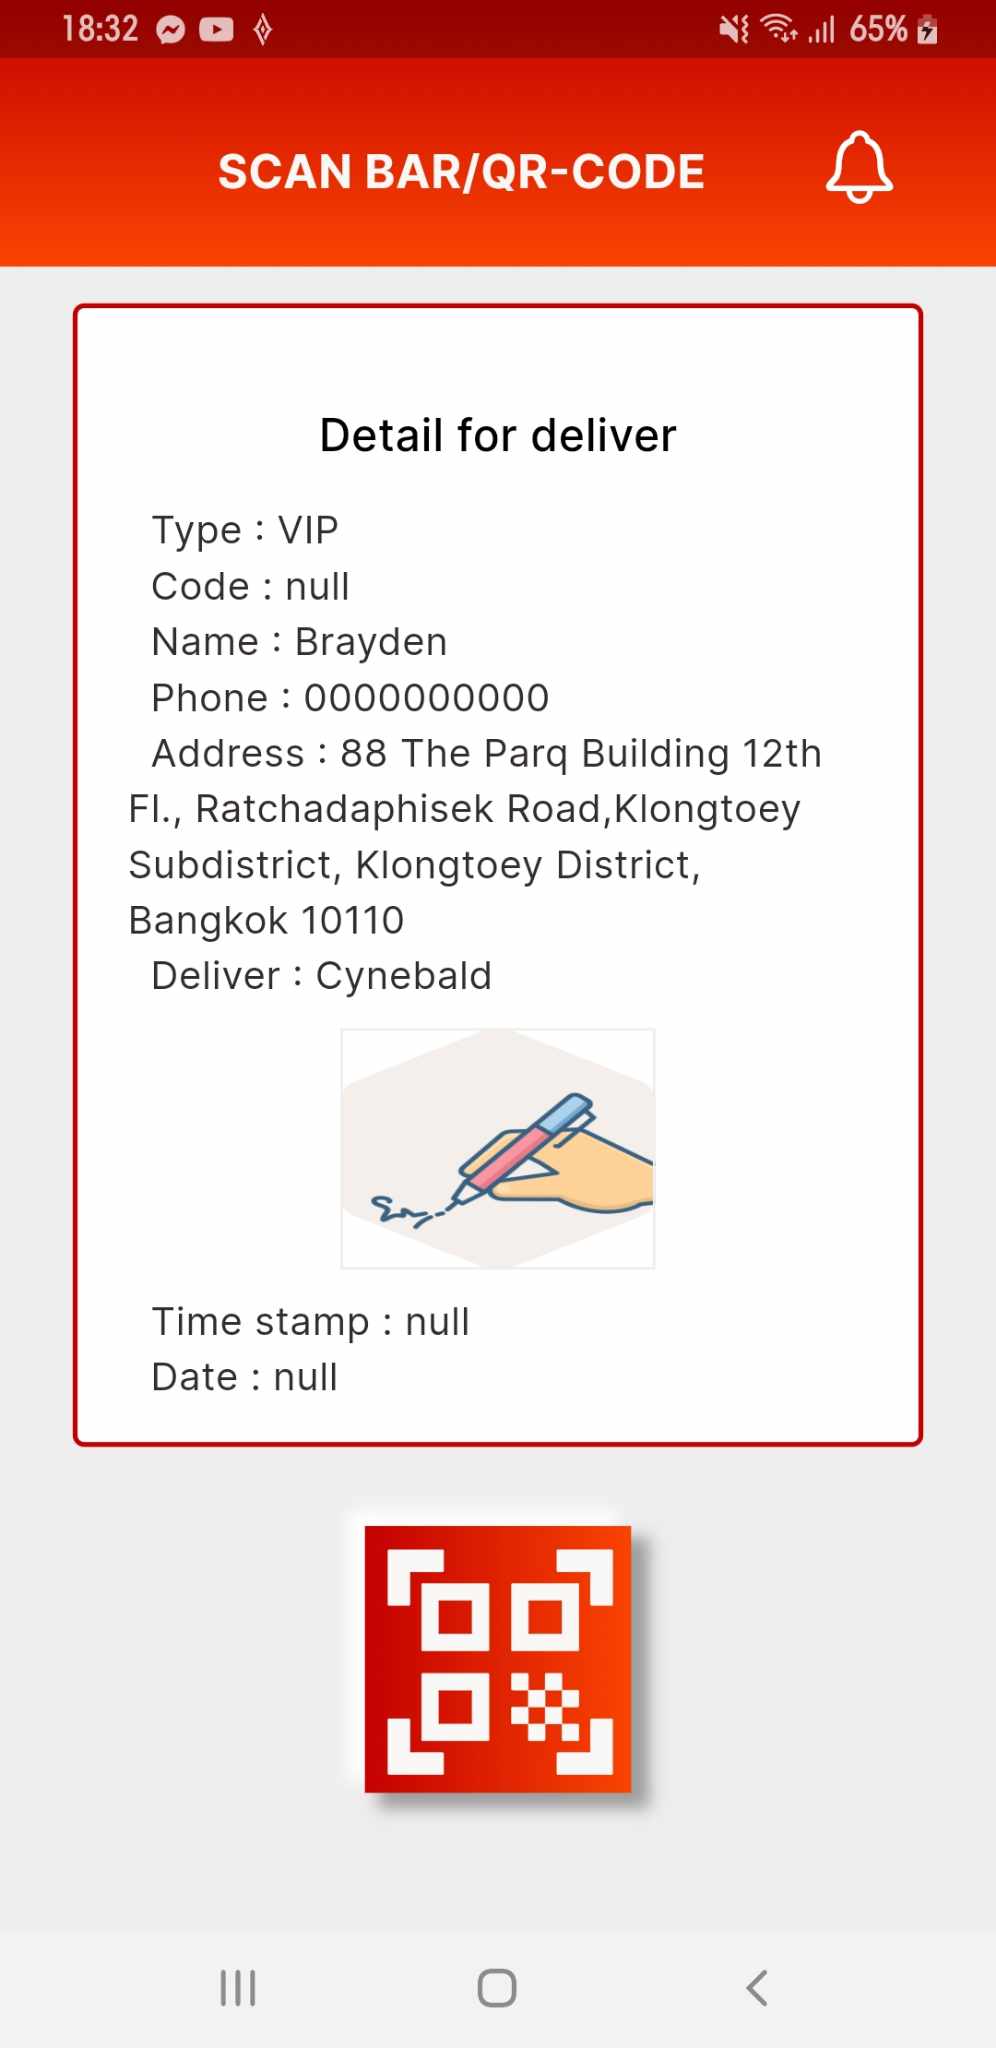 18:32 65%
SCAN BAR/QR-CODE
Detail for deliver
Type : VIP
Code : null
Name : Brayden
Phone : 0000000000
Address : 88 The Parq Building 12th
Fl., Ratchadaphisek Road,Klongtoey
Subdistrict, Klongtoey District,
Bangkok 10110
Deliver : Cynebald
Time stamp : null
Date : null